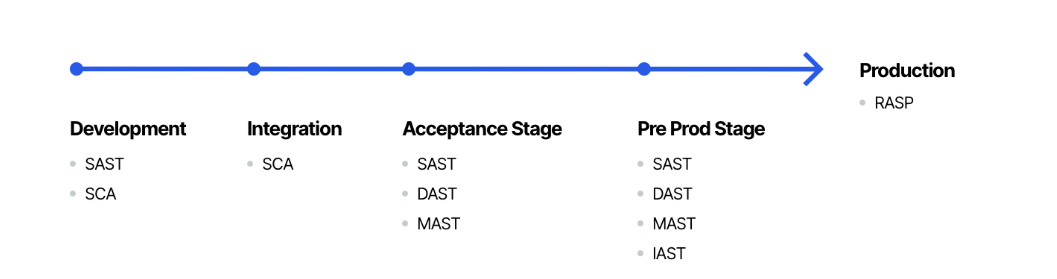 Production
RASP
Development
SAST
SCA
Integration
SCA
Acceptance Stage
SAST
DAST
MAST
Pre Prod Stage
SAST
DAST
MAST
IAST